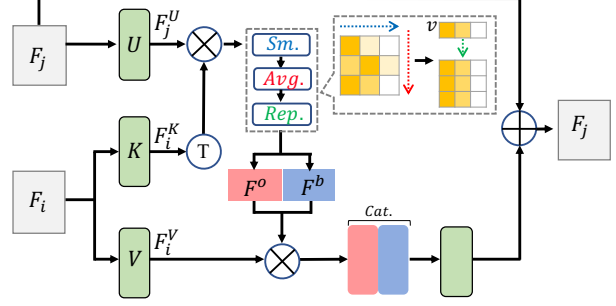 F_j
U
F_j^U
Sm.
Avg.
Rep.
v
F_i
K
F_i^K
T
F^o
F^b
V
F_i^V
Cat.
F_j